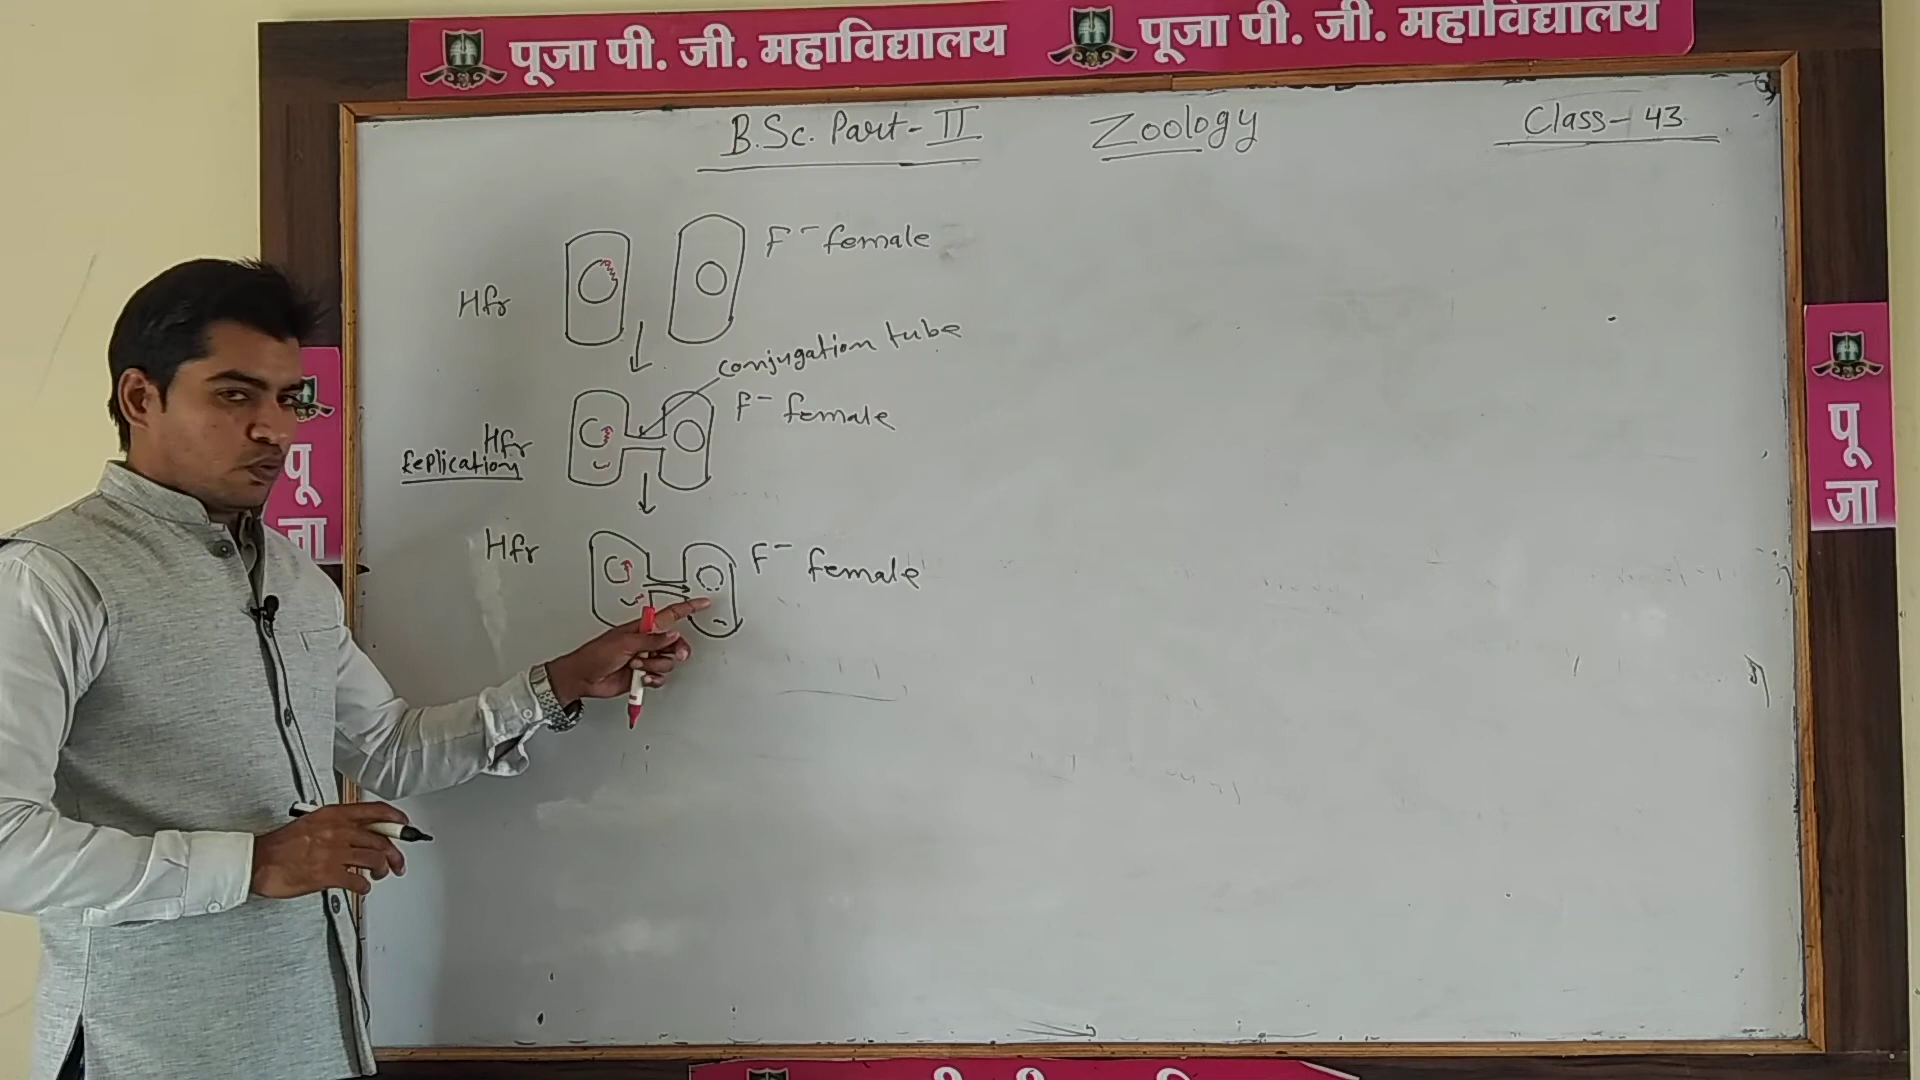 पूजा पी. जी. महाविद्यालय पूजा पी. जी. महाविद्यालय
B.Sc. Part-II Zoology Class-43
F⁻ female
Hfr
conjugation tube
F⁻ female
Hfr
Replication
Hfr
F⁻ female
पू
जा
पू
जा